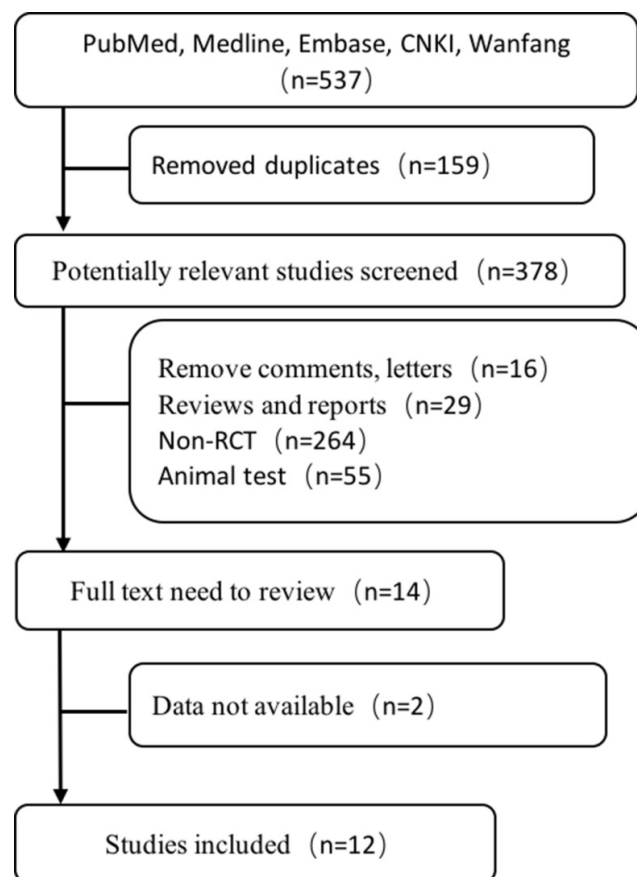 PubMed, Medline, Embase, CNKI, Wanfang
(n=537)
Removed duplicates (n=159)
Potentially relevant studies screened (n=378)
Remove comments, letters (n=16)
Reviews and reports (n=29)
Non-RCT (n=264)
Animal test (n=55)
Full text need to review (n=14)
Data not available (n=2)
Studies included (n=12)